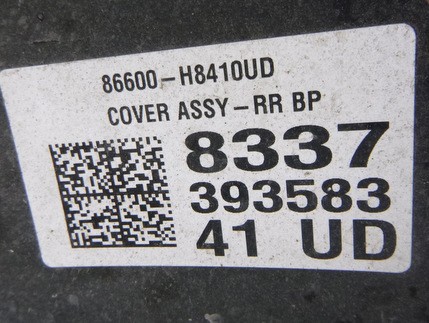 86600-H8410UD
COVER ASSY-RR BP
8337
393583
41 UD